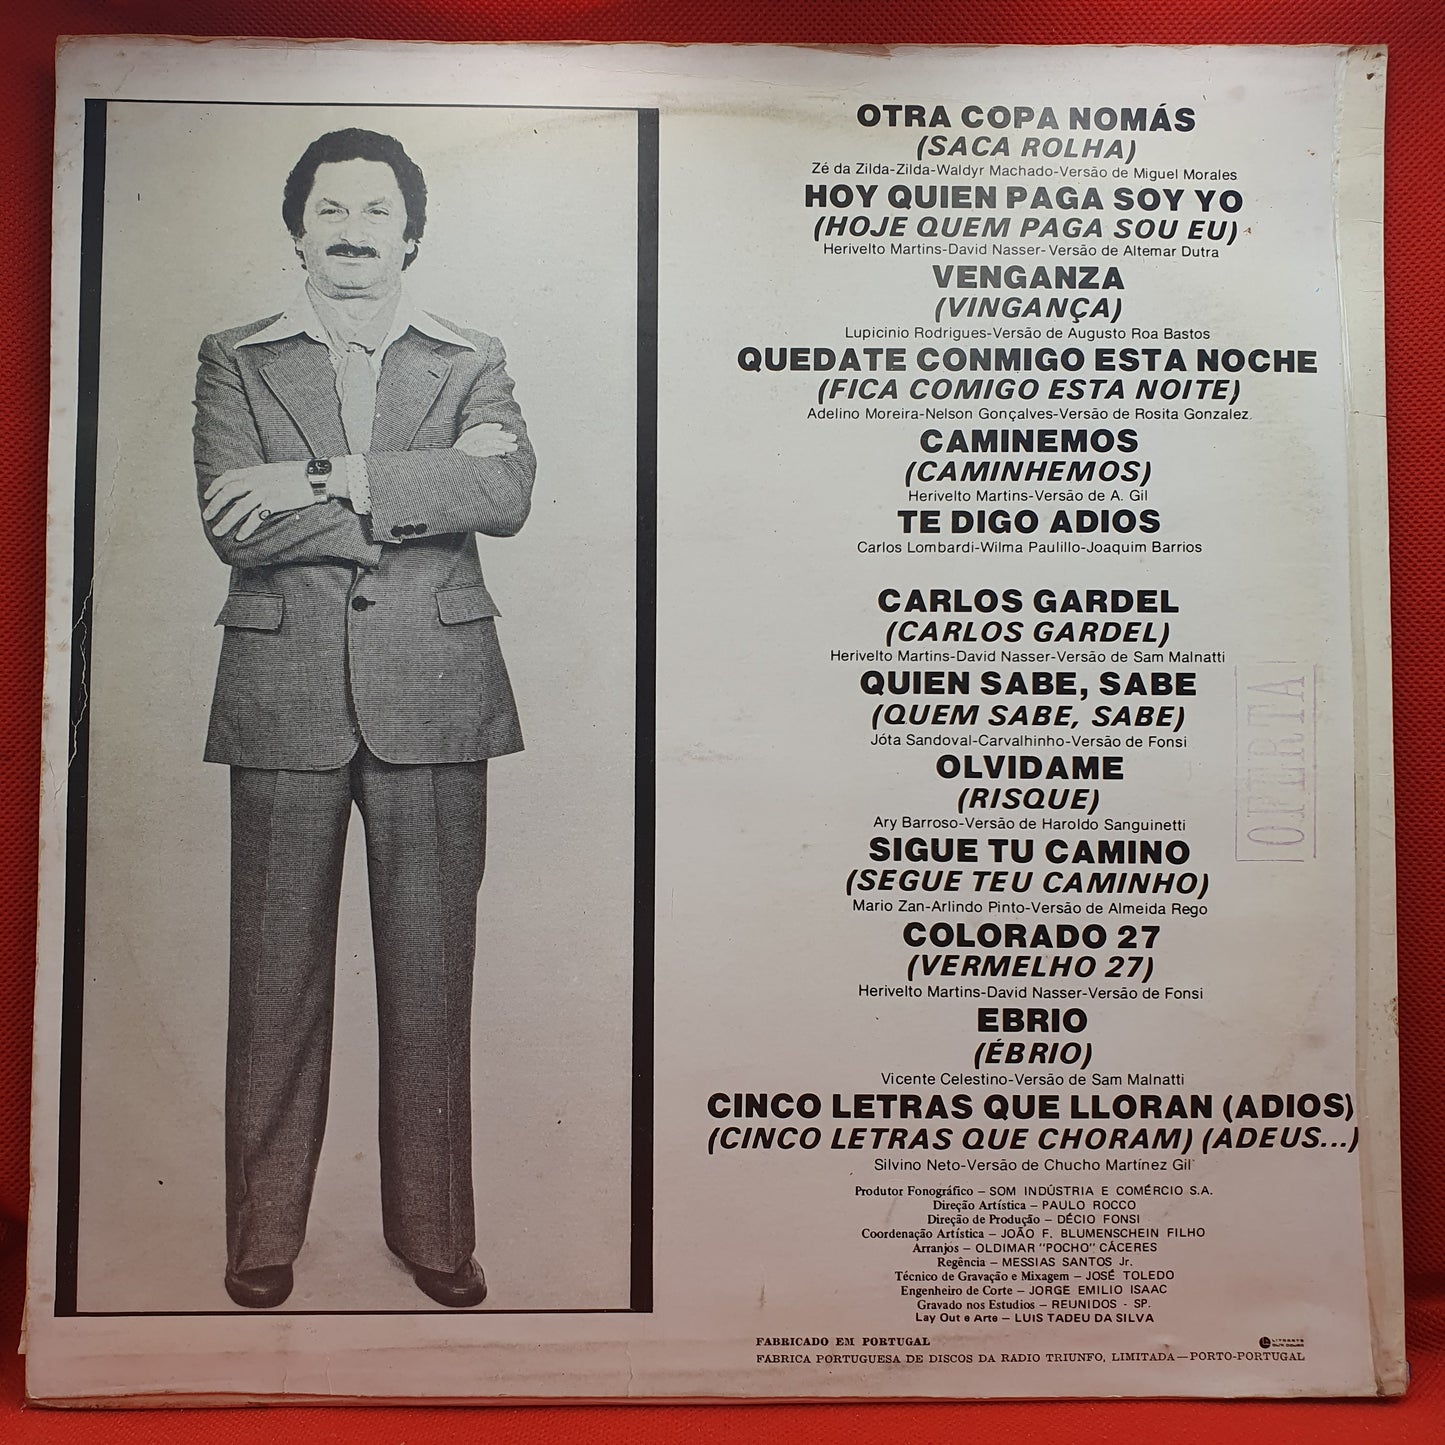 OTRA COPA NOMÁS
(SACA ROLHA)
Zé da Zilda-Zilda-Waldyr Machado-Versão de Miguel Morales
HOY QUIEN PAGA SOY YO
(HOJE QUEM PAGA SOU EU)
Herivelto Martins-David Nasser-Versão de Altemar Dutra
VENGANZA
(VINGANÇA)
Lupicinio Rodrigues-Versão de Augusto Roa Bastos
QUEDATE CONMIGO ESTA NOCHE
(FICA COMIGO ESTA NOITE)
Adelino Moreira-Nelson Gonçalves-Versão de Rosita Gonzalez
CAMINEMOS
(CAMINHEMOS)
Herivelto Martins-Versão de A. Gil
TE DIGO ADIOS
Carlos Lombardi-Wilma Paulillo-Joaquim Barrios
CARLOS GARDEL
(CARLOS GARDEL)
Herivelto Martins-David Nasser-Versão de Sam Malnatti
QUIEN SABE, SABE
(QUEM SABE, SABE)
Jóta Sandoval-Carvalhinho-Versão de Fonsi
OLVIDAME
(RISQUE)
Ary Barroso-Versão de Haroldo Sanguinetti
SIGUE TU CAMINO
(SEGUE TEU CAMINHO)
Mario Zan-Arlindo Pinto-Versão de Almeida Rego
COLORADO 27
(VERMELHO 27)
Herivelto Martins-David Nasser-Versão de Fonsi
EBRIO
(ÉBRIO)
Vicente Celestino-Versão de Sam Malnatti
CINCO LETRAS QUE LLORAN (ADIOS)
(CINCO LETRAS QUE CHORAM) (ADEUS...)
Silvino Neto-Versão de Chucho Martínez Gil
Produtor Fonográfico – SOM INDÚSTRIA E COMÉRCIO S.A.
Direção Artística – PAULO ROCCO
Direção de Produção – DÉCIO FONSI
Coordenação Artística – JOÃO F. BLUMENSCHEIN FILHO
Arranjos – OLDIMAR "POCHO" CÁCERES
Regência – MESSIAS SANTOS Jr.
Técnico de Gravação e Mixagem – JOSÉ TOLEDO
Engenheiro de Corte – JORGE EMILIO ISAAC
Gravado nos Estudios – REUNIDOS - SP.
Lay Out e Arte – LUIS TADEU DA SILVA
FABRICADO EM PORTUGAL
FÁBRICA PORTUGUESA DE DISCOS DA RÁDIO TRIUNFO, LIMITADA—PORTO-PORTUGAL
OFERTA